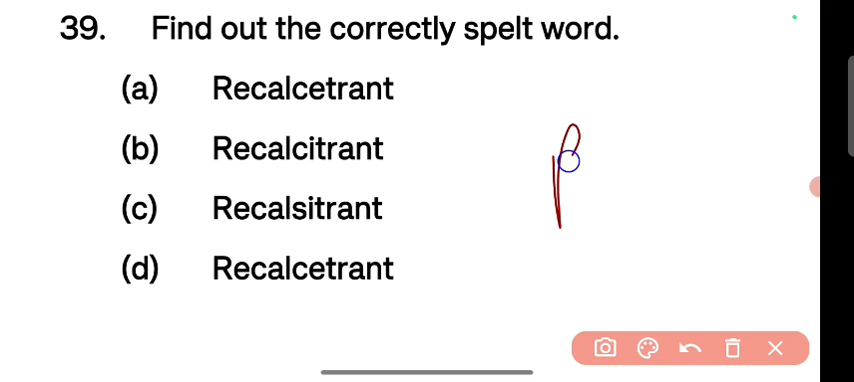 39. Find out the correctly spelt word.
(a) Recalcetrant
(b) Recalcitrant
(c) Recalsitrant
(d) Recalcetrant